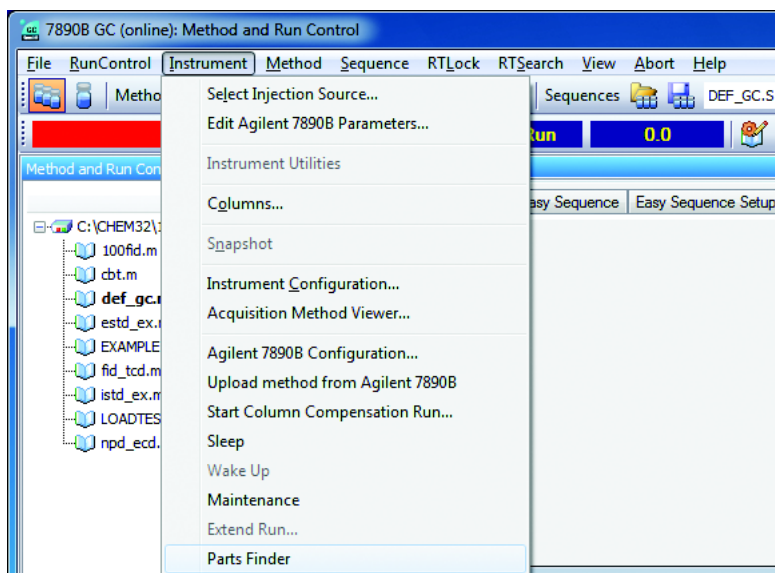 7890B GC (online): Method and Run Control
File RunControl Instrument Method Sequence RTLock RTSearch View Abort Help
Sequences DEF_GC.S
0.0
Select Injection Source...
Edit Agilent 7890B Parameters...
Instrument Utilities
Columns...
Snapshot
Instrument Configuration...
Acquisition Method Viewer...
Agilent 7890B Configuration...
Upload method from Agilent 7890B
Start Column Compensation Run...
Sleep
Wake Up
Maintenance
Extend Run...
Parts Finder
Method and Run Con
asy Sequence Easy Sequence Setup
C:\CHEM32\
100fid.m
cbt.m
def_gc.
estd_ex.
EXAMPLE
fid_tcd.m
istd_ex.m
LOADTES
npd_ecd.